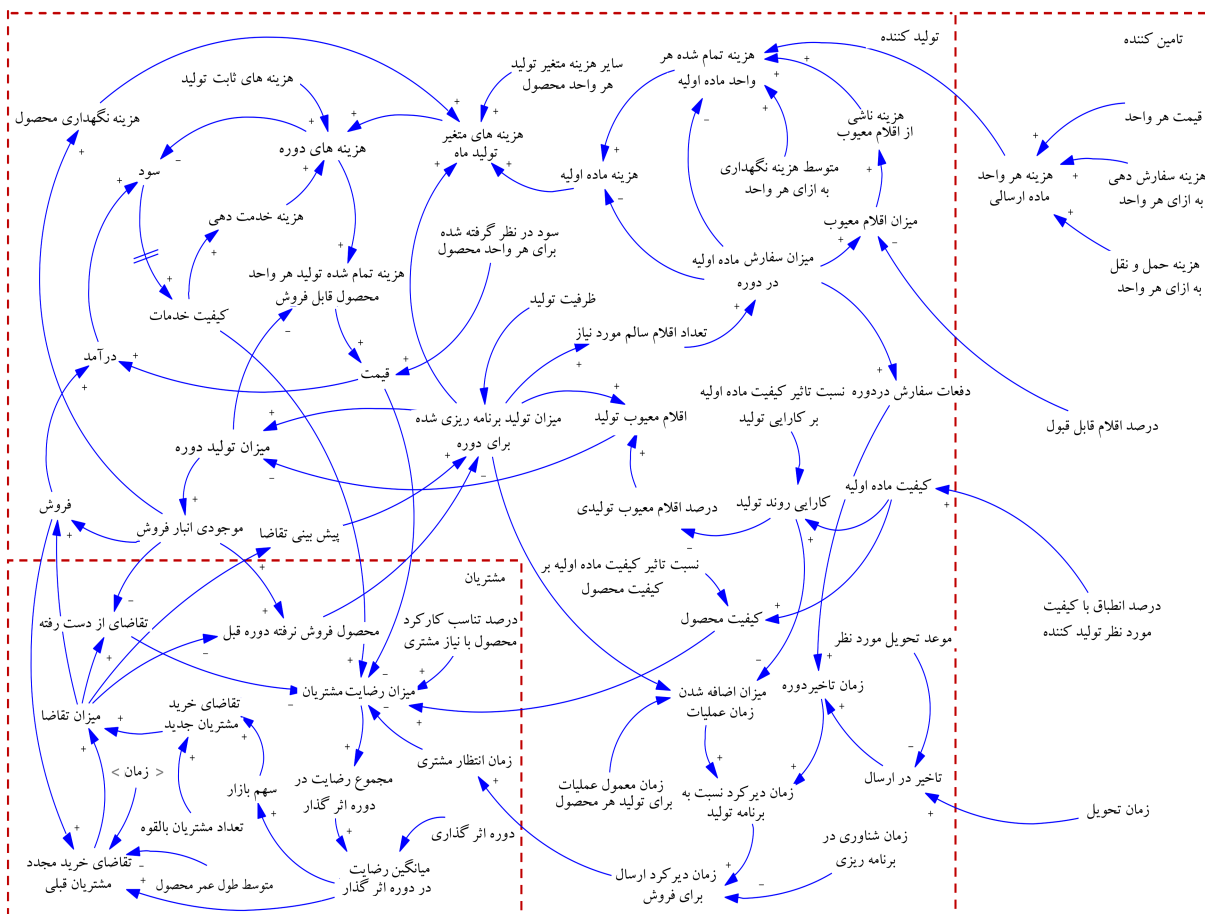 تامین کننده
تولید کننده
هزینه تمام شده هر
واحد ماده اولیه
سایر هزینه متغیر تولید
هر واحد محصول
هزینه های ثابت تولید
هزینه نگهداری محصول
هزینه ناشی
از اقلام معیوب
قیمت هر واحد
هزینه های متغیر
تولید ماه
هزینه های دوره
سود
هزینه ماده اولیه
متوسط هزینه نگهداری
به ازای هر واحد
هزینه هر واحد
ماده ارسالی
هزینه سفارش دهی
به ازای هر واحد
هزینه خدمت دهی
سود در نظر گرفته شده
برای هر واحد محصول
میزان اقلام معیوب
میزان سفارش ماده اولیه
در دوره
هزینه حمل و نقل
به ازای هر واحد
هزینه تمام شده تولید هر واحد
محصول قابل فروش
کیفیت خدمات
ظرفیت تولید
تعداد اقلام سالم مورد نیاز
درآمد
قیمت
دفعات سفارش دردوره
نسبت تاثیر کیفیت ماده اولیه
بر کارایی تولید
اقلام معیوب تولید
میزان تولید برنامه ریزی شده
برای دوره
درصد اقلام قابل قبول
میزان تولید دوره
کیفیت ماده اولیه
کارایی روند تولید
درصد اقلام معیوب تولیدی
فروش
موجودی انبار فروش
پیش بینی تقاضا
نسبت تاثیر کیفیت ماده اولیه بر
کیفیت محصول
مشتریان
درصد انطباق با کیفیت
مورد نظر تولید کننده
کیفیت محصول
درصد تناسب کارکرد
محصول با نیاز مشتری
محصول فروش نرفته دوره قبل
تقاضای از دست رفته
موعد تحویل مورد نظر
زمان تاخیردوره
میزان اضافه شدن
زمان عملیات
میزان رضایت مشتریان
تقاضای خرید
مشتریان جدید
میزان تقاضا
زمان انتظار مشتری
تاخیر در ارسال
زمان معمول عملیات
برای تولید هر محصول
زمان دیرکرد نسبت به
برنامه تولید
مجموع رضایت در
دوره اثر گذار
سهم بازار
< زمان >
زمان تحویل
تعداد مشتریان بالقوه
دوره اثر گذاری
زمان شناوری در
برنامه ریزی
تقاضای خرید مجدد
مشتریان قبلی
متوسط طول عمر محصول
میانگین رضایت
در دوره اثر گذار
زمان دیرکرد ارسال
برای فروش